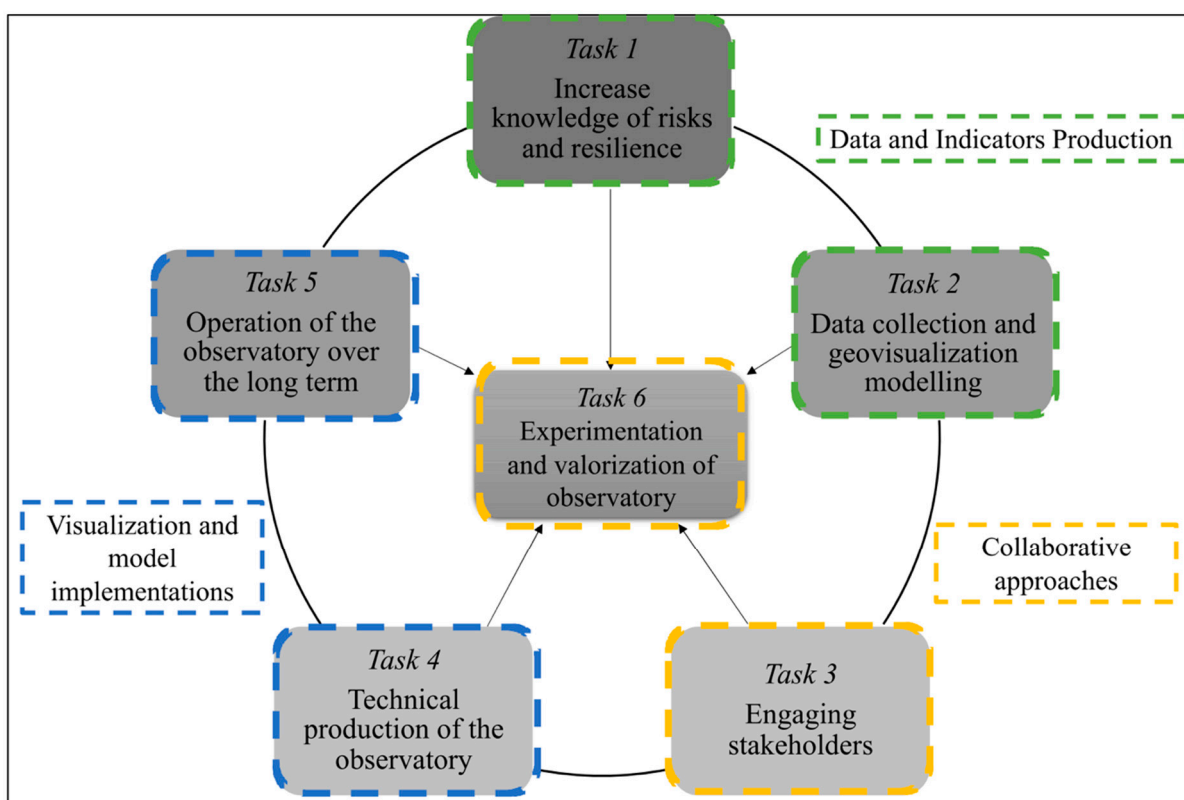 Task 1
Increase
knowledge of risks
and resilience
Data and Indicators Production
Task 5
Operation of the
observatory over
the long term
Task 2
Data collection and
geovisualization
modelling
Task 6
Experimentation
and valorization of
observatory
Visualization and
model
implementations
Collaborative
approaches
Task 4
Technical
production of the
observatory
Task 3
Engaging
stakeholders